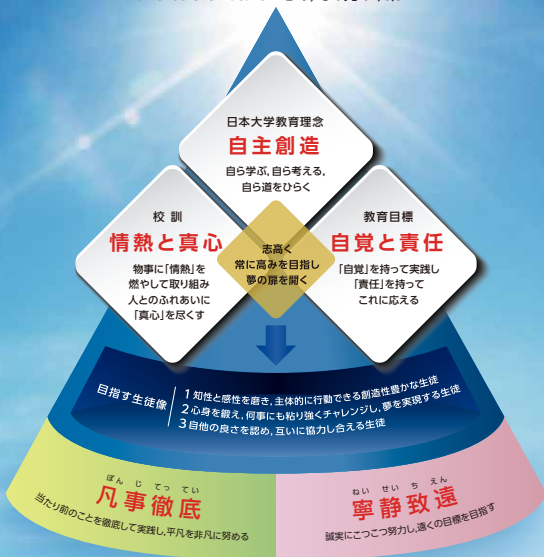 日本大学教育理念
自主創造
自ら学ぶ,自ら考える,
自ら道をひらく
校 訓
情熱と真心
物事に「情熱」を
燃やして取り組み
人とのふれあいに
「真心」を尽くす
志高く
常に高みを目指し
夢の扉を開く
教育目標
自覚と責任
「自覚」を持って実践し
「責任」を持って
これに応える
目指す生徒像
1 知性と感性を磨き,主体的に行動できる創造性豊かな生徒
2 心身を鍛え,何事にも粘り強くチャレンジし,夢を実現する生徒
3 自他の良さを認め,互いに協力し合える生徒
ぼん じ てっ てい
凡事徹底
当たり前のことを徹底して実践し,平凡を非凡に努める
ねい せい ち えん
寧静致遠
誠実にこつこつ努力し,遠くの目標を目指す